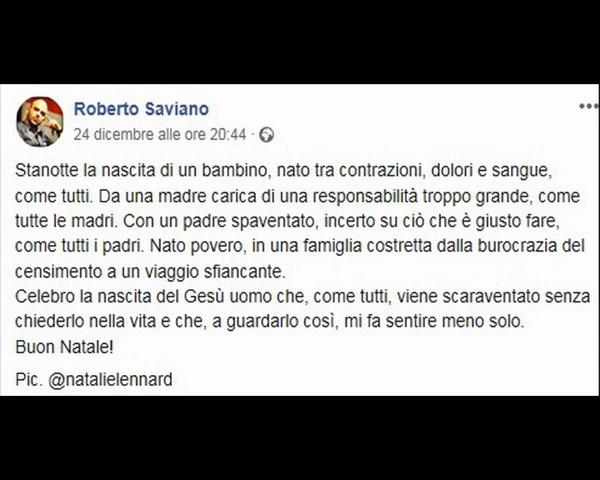 Roberto Saviano
24 dicembre alle ore 20:44 ·
Stanotte la nascita di un bambino, nato tra contrazioni, dolori e sangue,
come tutti. Da una madre carica di una responsabilità troppo grande, come
tutte le madri. Con un padre spaventato, incerto su ciò che è giusto fare,
come tutti i padri. Nato povero, in una famiglia costretta dalla burocrazia del
censimento a un viaggio sfiancante.
Celebro la nascita del Gesù uomo che, come tutti, viene scaraventato senza
chiederlo nella vita e che, a guardarlo così, mi fa sentire meno solo.
Buon Natale!
Pic. @natalielennard